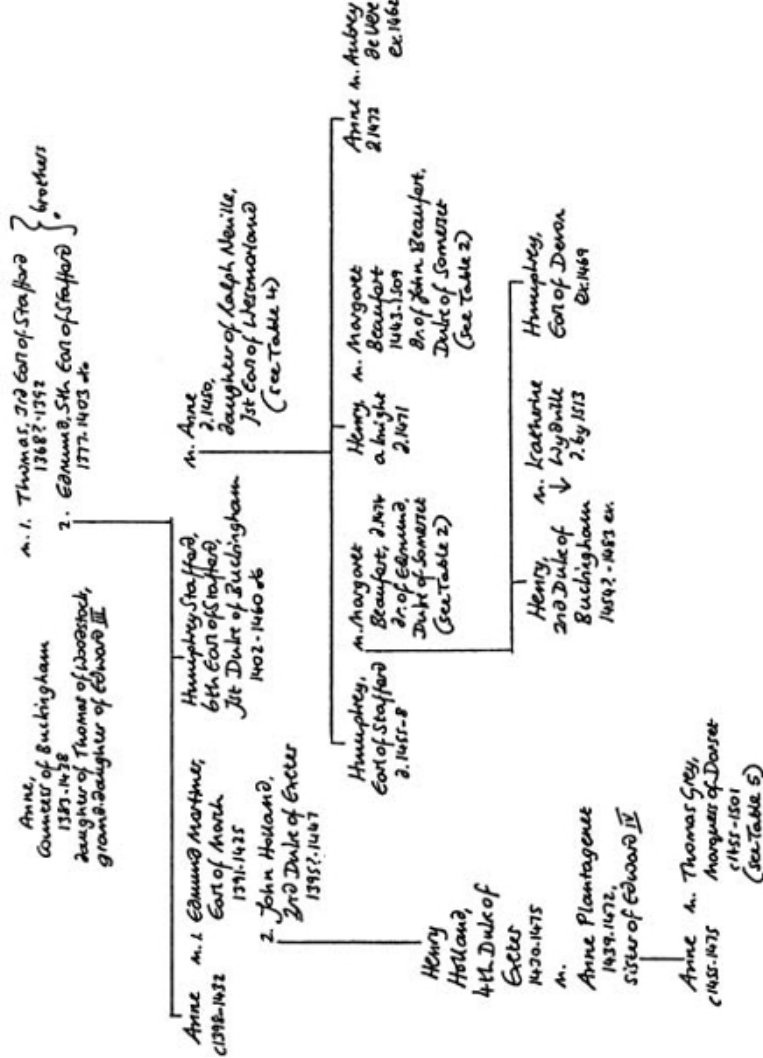 Anne,
Countess of Buckingham
1383-1438
daughter of Thomas of Woodstock,
grand-daughter of Edward III
m. 1. Thomas, 3rd Earl of Stafford
1368?-1392
2. Edmund, 5th Earl of Stafford
1377-1403 ex
} brothers
Anne
c1398-1432
m. 1. Edmund Mortimer,
Earl of March
1391-1425
2. John Holland,
2nd Duke of Exeter
1395?-1447
Humphrey Stafford,
6th Earl of Stafford,
1st Duke of Buckingham
1402-1460
m. Anne
d.1480,
daughter of Ralph Neville,
1st Earl of Westmorland
(see Table 4)
Henry
Holland,
4th Duke of
Exeter
1430-1475
m.
Anne Plantagenet
1439-1472,
sister of Edward IV
Anne
c1455-1475
m. Thomas Grey,
Marquess of Dorset
c1455-1501
(see Table 5)
Humphrey,
Earl of Stafford
d.1455-8
m. Margaret
Beaufort, d.1474
dr. of Edmund,
Duke of Somerset
(see Table 2)
Henry,
a knight
d.1471
m. Margaret
Beaufort
1443-1509
Dr. of John Beaufort,
Duke of Somerset
(see Table 2)
Anne
d.1472
m. Aubrey
de Vere
ex.1462
Henry,
2nd Duke of
Buckingham
1454?-1483 ex.
m. Katherine
↓ Wydville
d. by 1513
Humphrey,
Earl of Devon
ex.1469